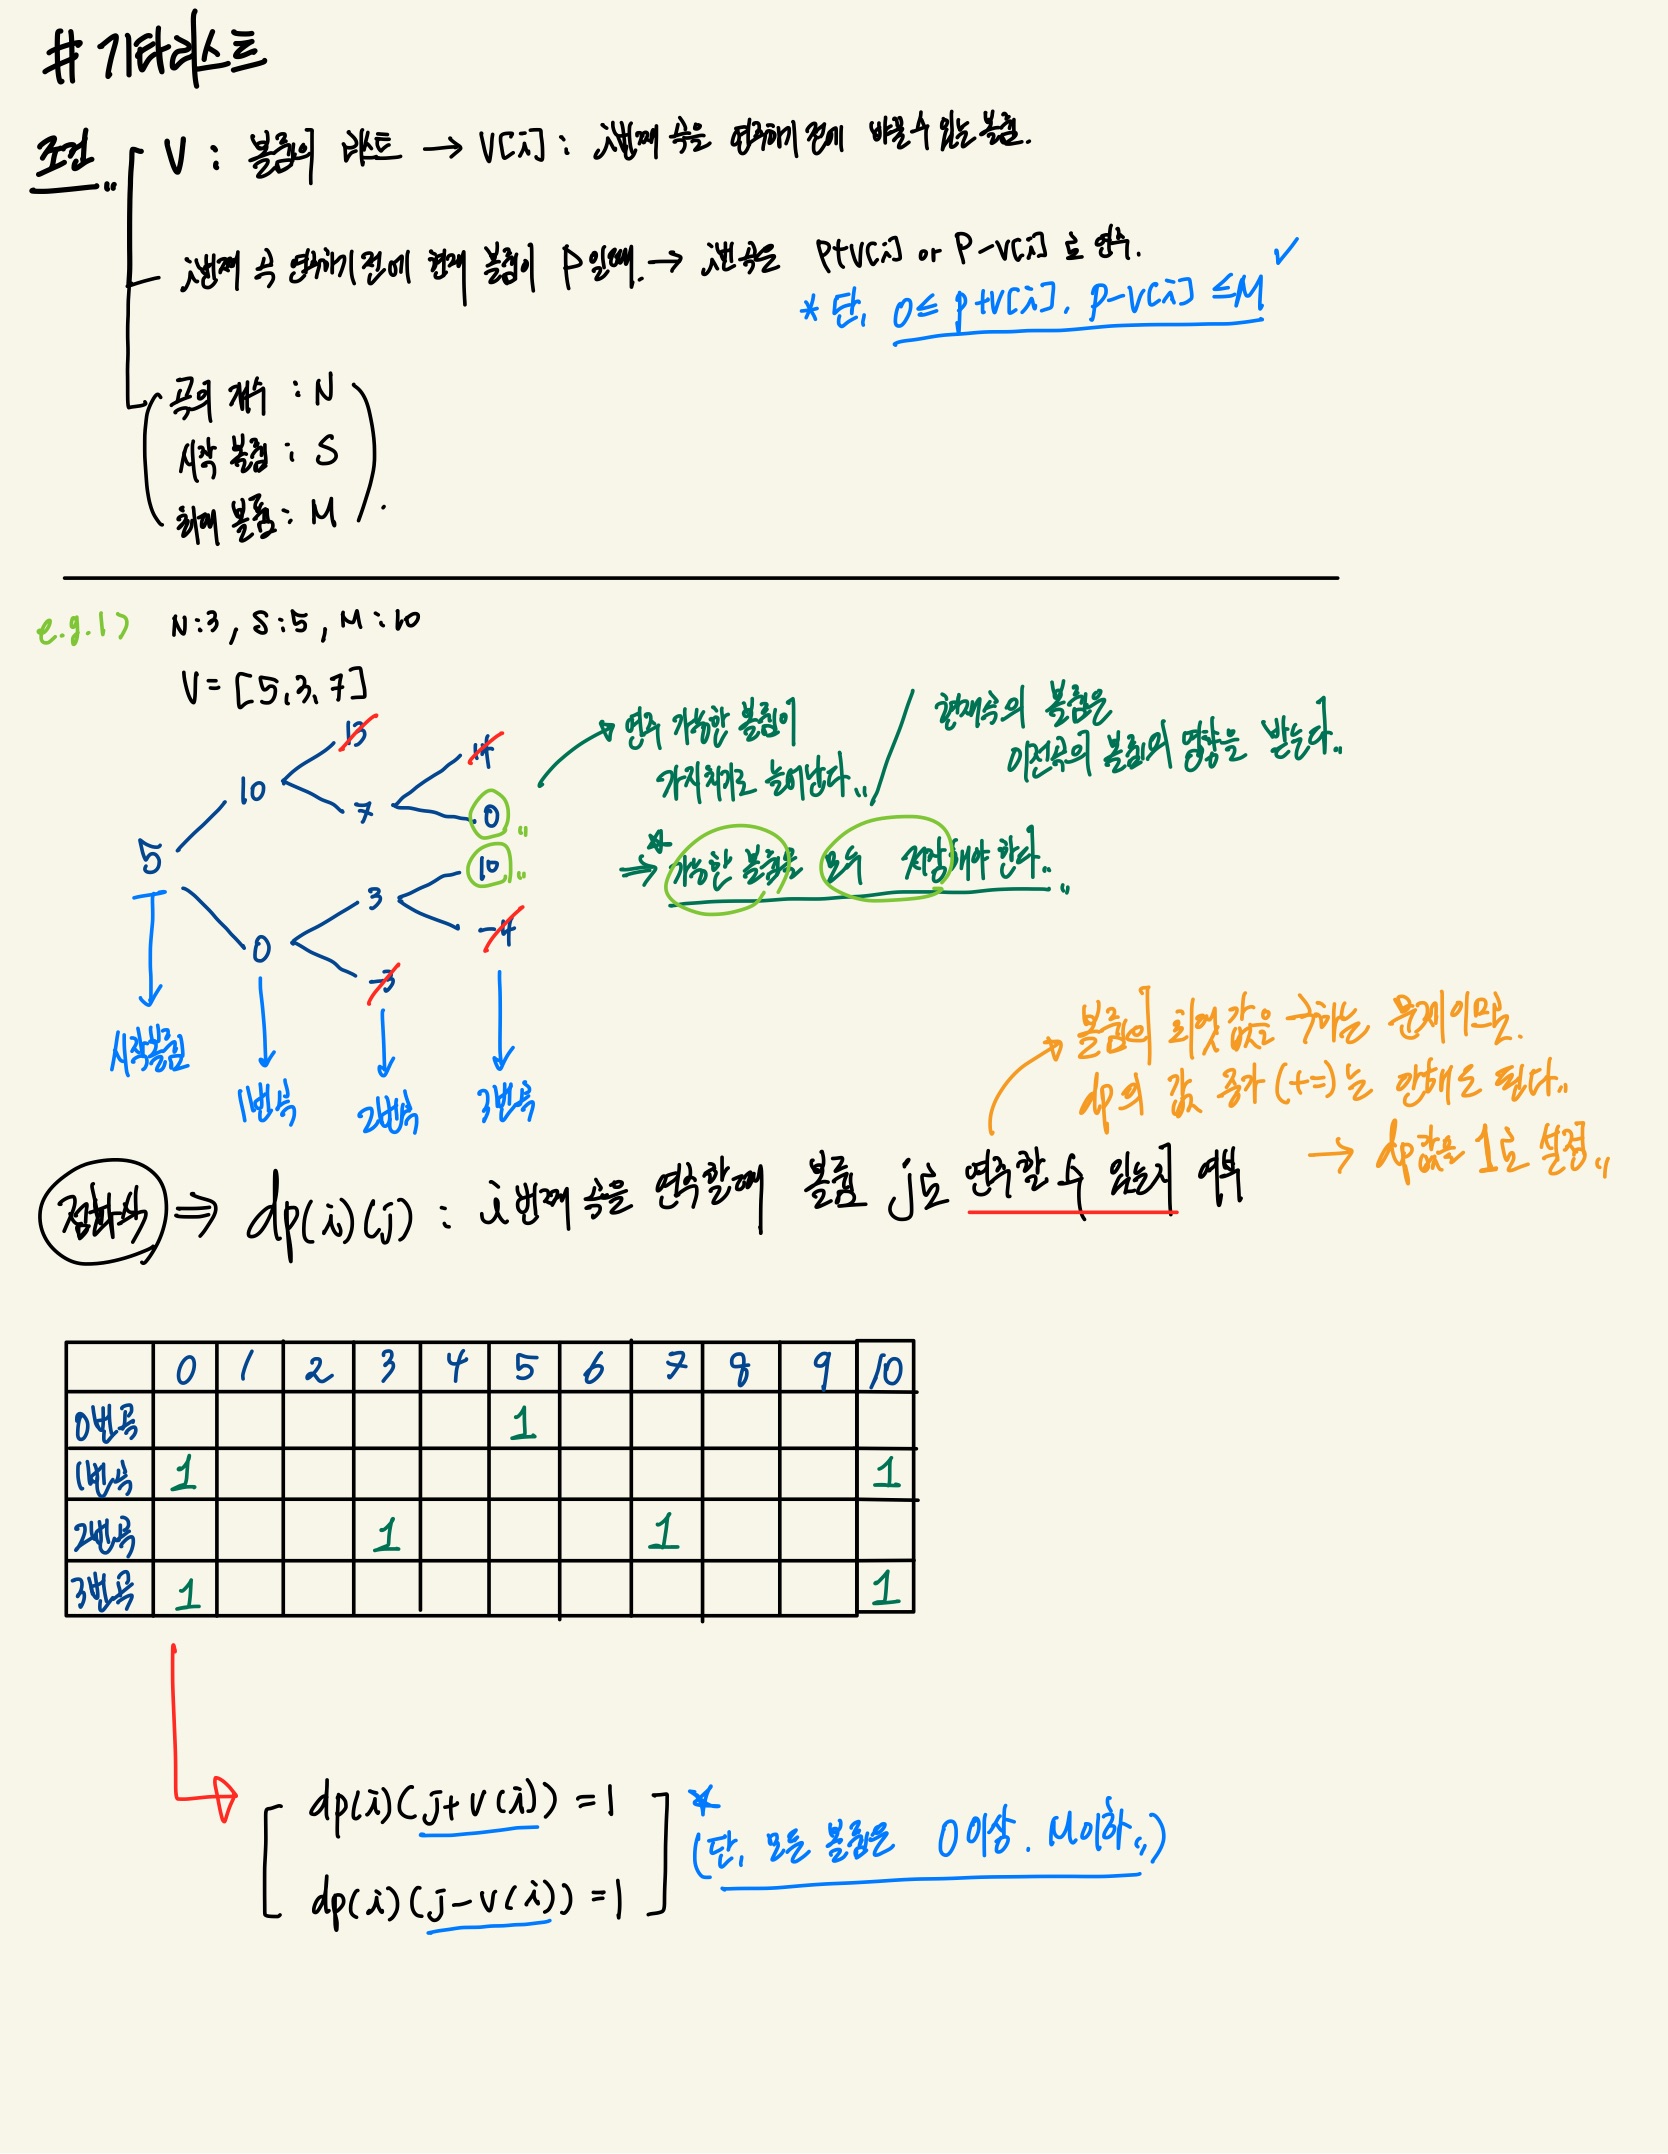 # 기타리스트
조건..
V : 볼륨의 리스트 → V[i] : i번째 곡을 연주하기 전에 바꿀 수 있는 볼륨.
i번째 곡 연주하기 전에 현재 볼륨이 P일때. → i번곡은 P+V[i] or P-V[i] 로 연주.
* 단, 0 ≤ P+V[i], P-V[i] ≤ M ✓
곡의 개수 : N
시작 볼륨 : S
최대 볼륨 : M
e.g.1) N:3, S:5, M:10
V = [5, 3, 7]
5
10
0
13
7
3
-3
14
0
10
-4
시작볼륨
1번곡
2번곡
3번곡
연주 가능한 볼륨이
가지치기로 늘어난다..
현재곡의 볼륨은
이전곡의 볼륨의 영향을 받는다..
⇒ * 가능한 볼륨을 모두 저장해야 한다..
볼륨의 최댓값을 구하는 문제이므로.
dp의 값 증가(+=)는 안해도 된다..
→ dp값을 1로 설정..
점화식 ⇒ dp(i)(j) : i번째 곡을 연주할때 볼륨 j로 연주할 수 있는지 여부
0 1 2 3 4 5 6 7 8 9 10
0번곡 1
1번곡 1 1
2번곡 1 1
3번곡 1 1
dp(i)(j+v(i)) = 1
dp(i)(j-v(i)) = 1
* (단, 모든 볼륨은 0이상. M이하..)